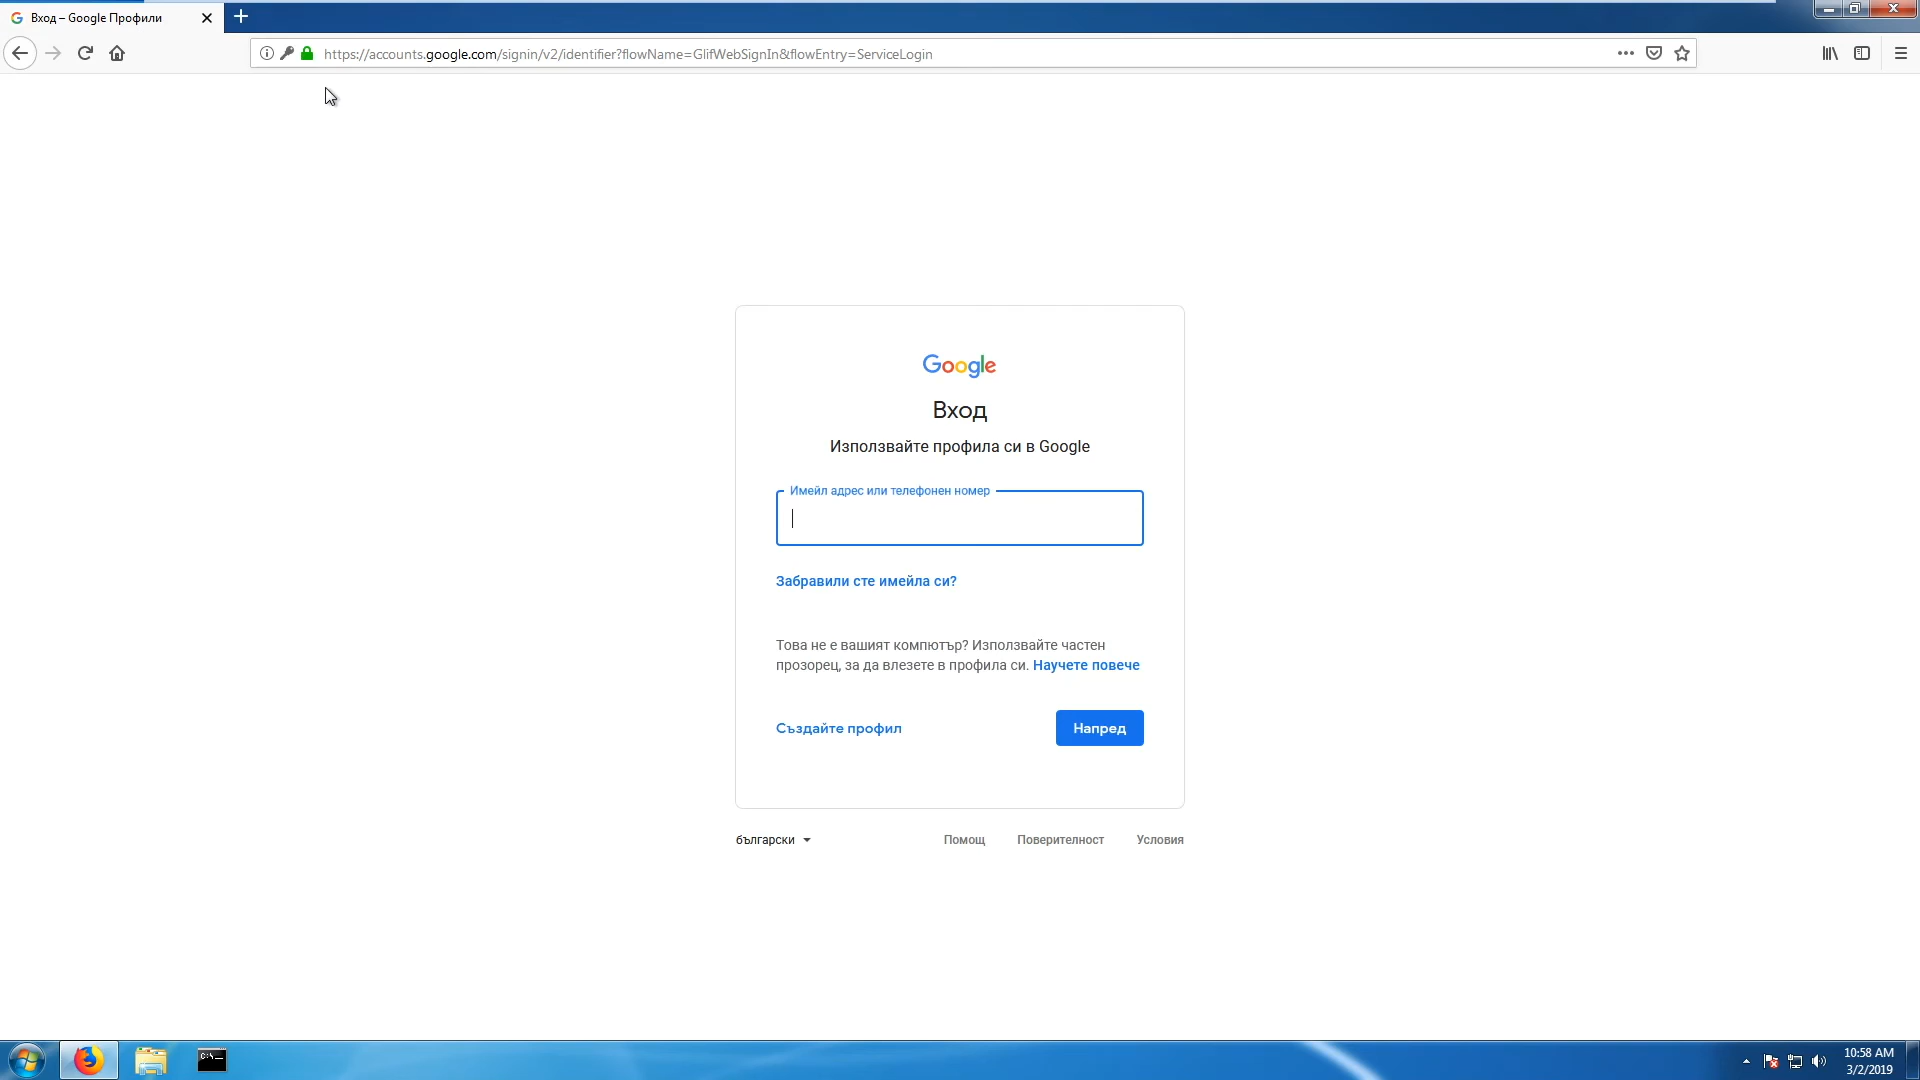 Вход – Google Профили
https://accounts.google.com/signin/v2/identifier?flowName=GlifWebSignIn&flowEntry=ServiceLogin
Google
Вход
Използвайте профила си в Google
Имейл адрес или телефонен номер
Забравили сте имейла си?
Това не е вашият компютър? Използвайте частен
прозорец, за да влезете в профила си. Научете повече
Създайте профил
Напред
български
Помощ
Поверителност
Условия
C:\_
10:58 AM
3/2/2019